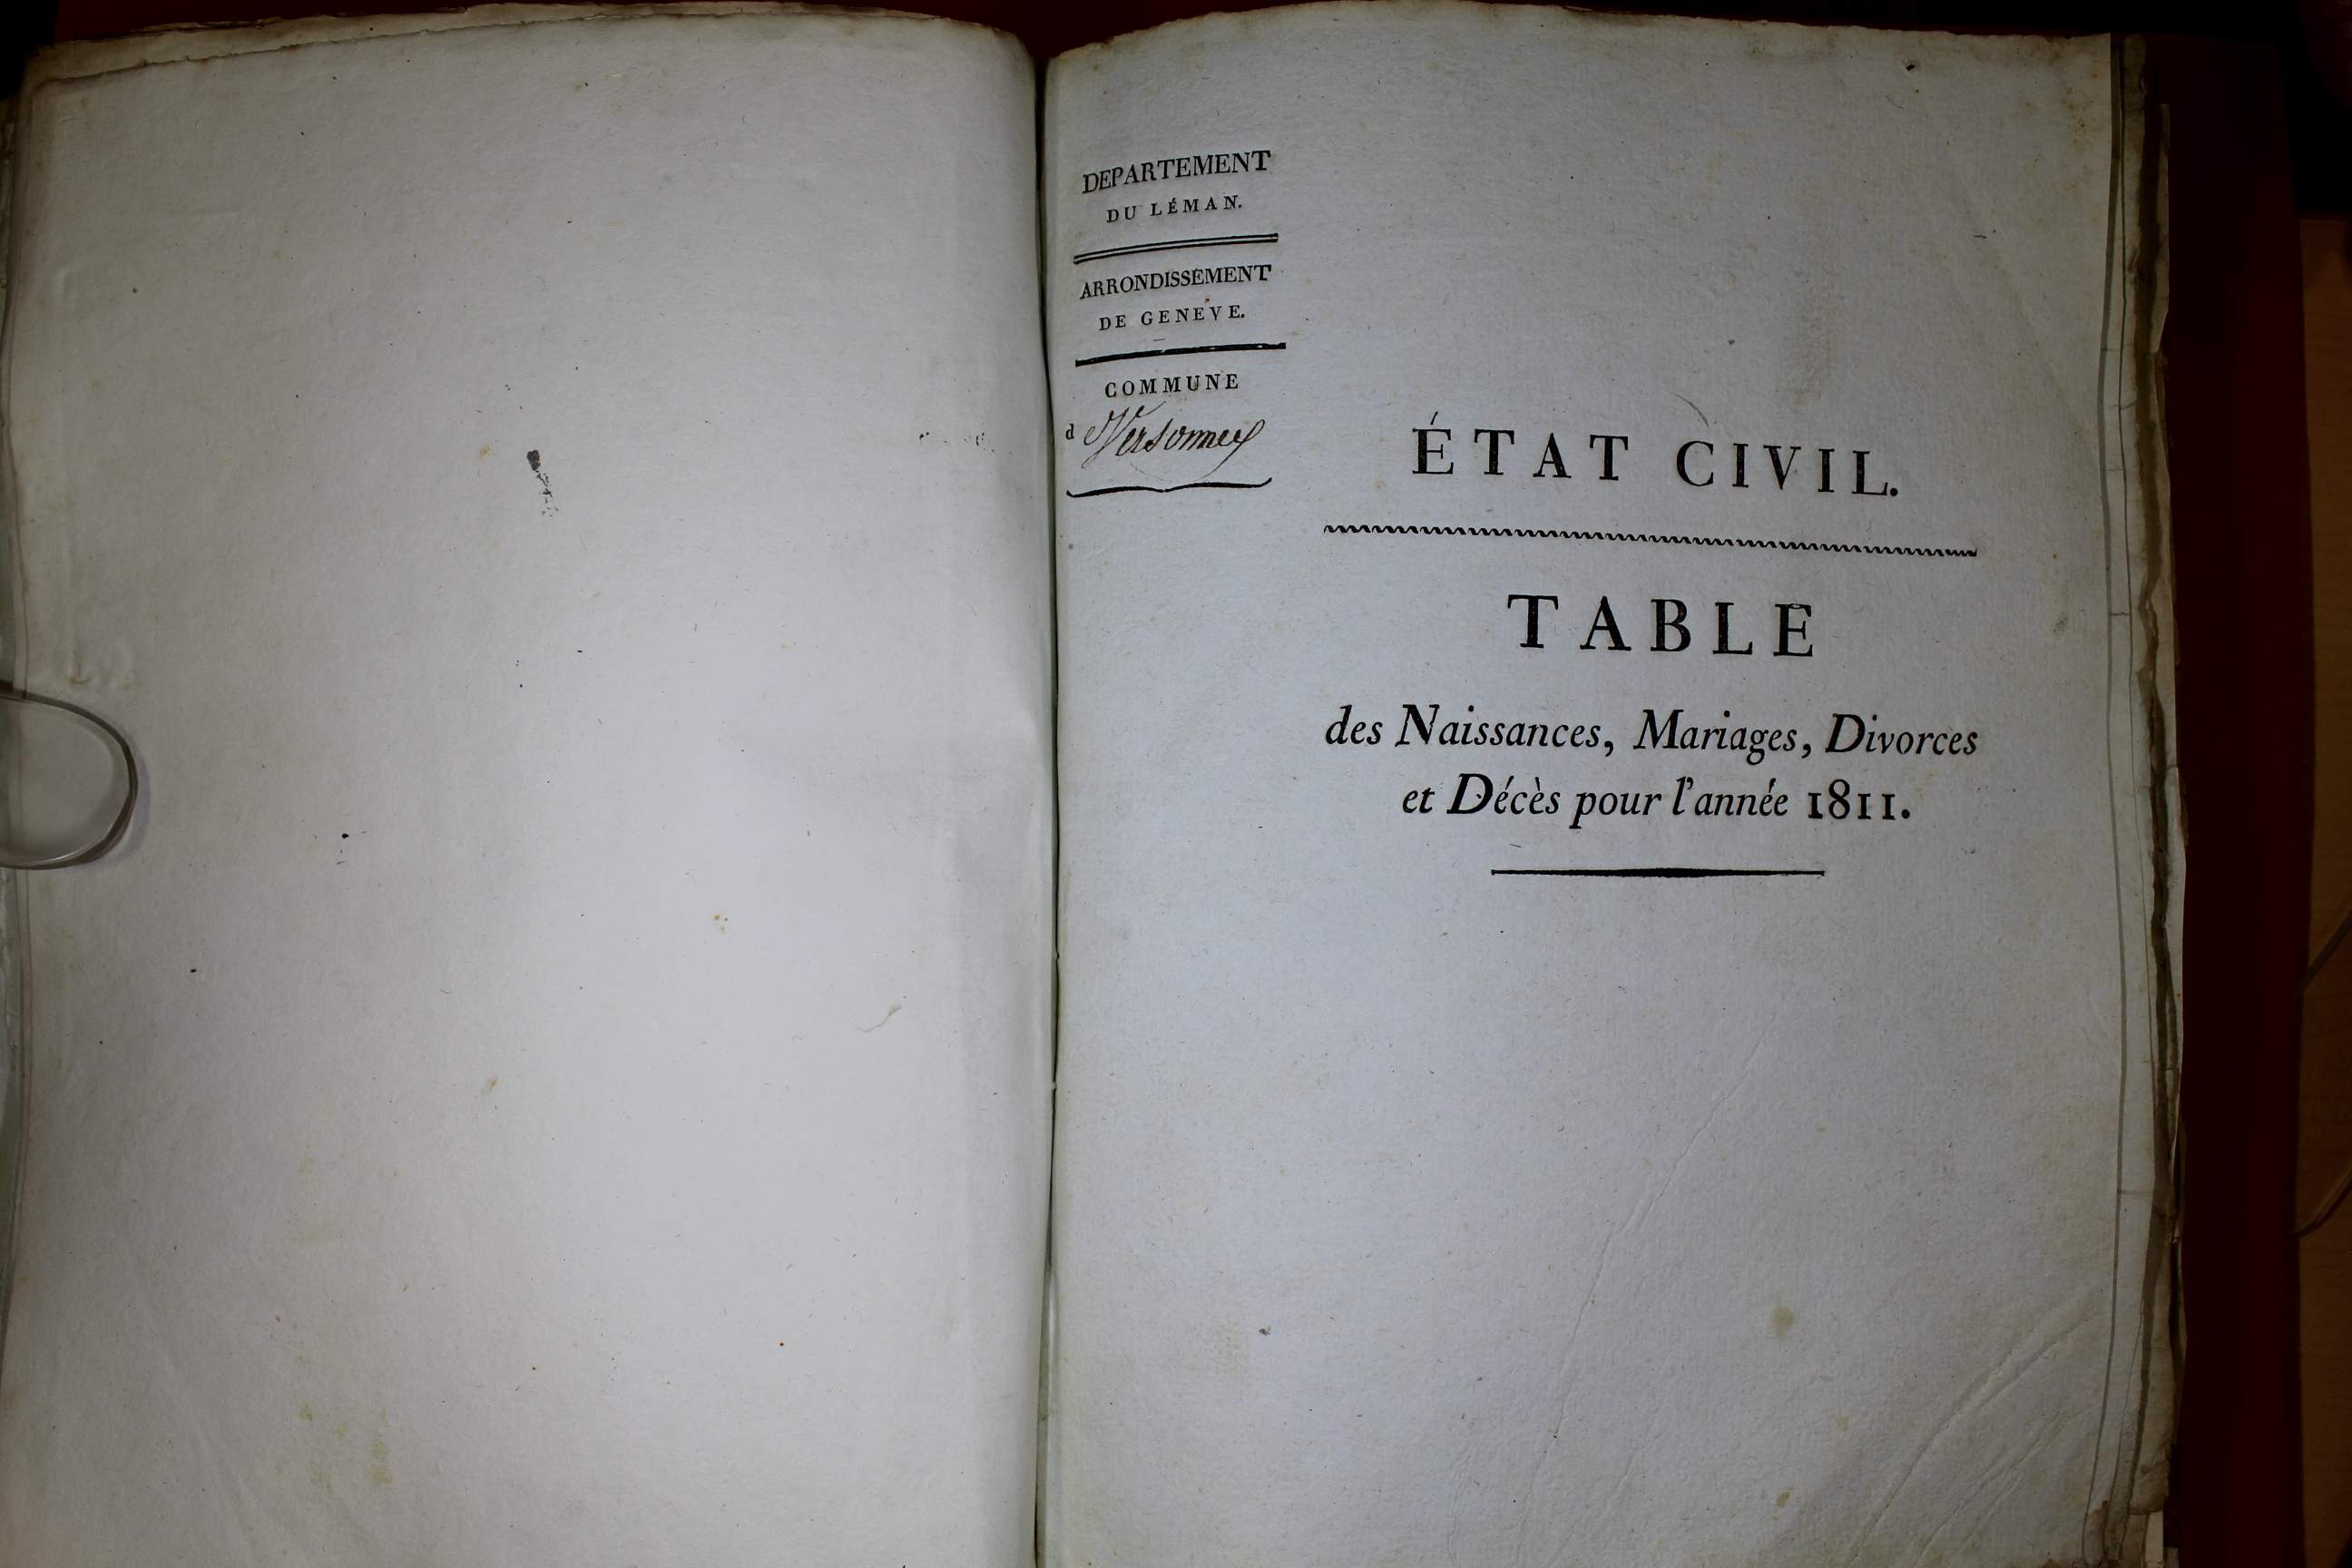 DEPARTEMENT
DU LÉMAN.
ARRONDISSEMENT
DE GENEVE.
COMMUNE
d e Versonnex
ÉTAT CIVIL.
TABLE
des Naissances, Mariages, Divorces
et Décès pour l'année 1811.